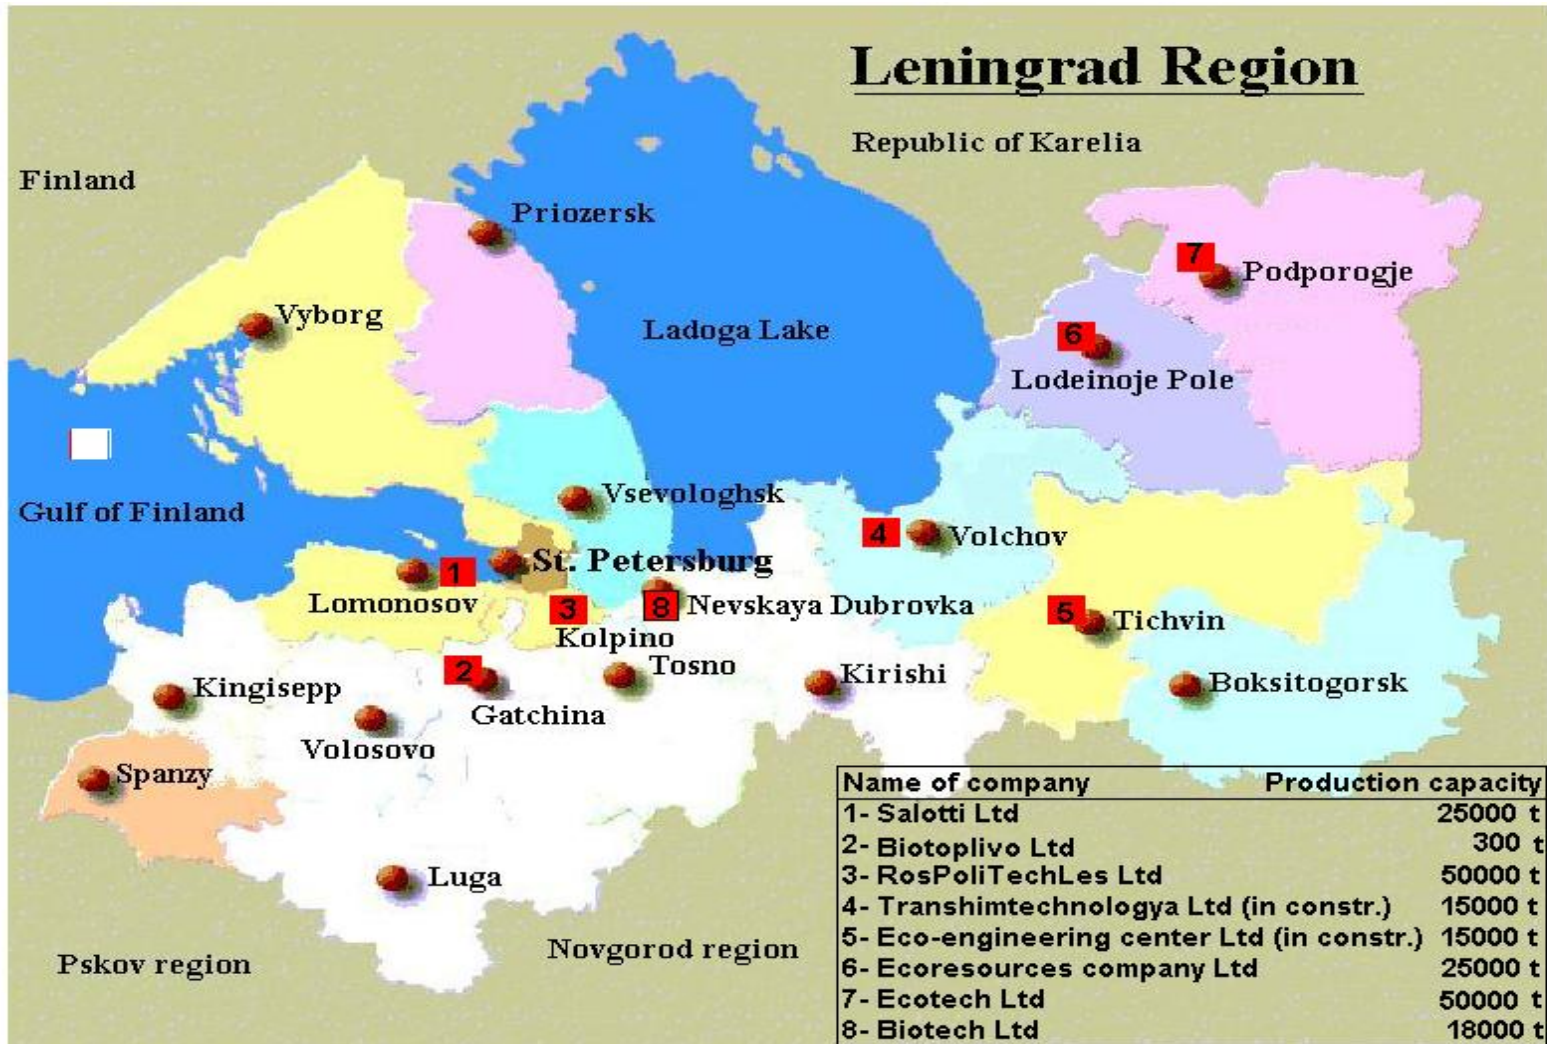 Leningrad Region
Republic of Karelia
Finland
Priozersk
7
Podporogje
Vyborg
Ladoga Lake
6
Lodeinoje Pole
Gulf of Finland
Vsevologhsk
4
Volchov
1
St. Petersburg
Lomonosov
3
8
Nevskaya Dubrovka
5
Tichvin
Kolpino
2
Tosno
Kirishi
Boksitogorsk
Kingisepp
Gatchina
Volosovo
Spanzy
Luga
Novgorod region
Pskov region
Name of company Production capacity
1- Salotti Ltd 25000 t
2- Biotoplivo Ltd 300 t
3- RosPoliTechLes Ltd 50000 t
4- Transhimtechnologya Ltd (in constr.) 15000 t
5- Eco-engineering center Ltd (in constr.) 15000 t
6- Ecoresources company Ltd 25000 t
7- Ecotech Ltd 50000 t
8- Biotech Ltd 18000 t